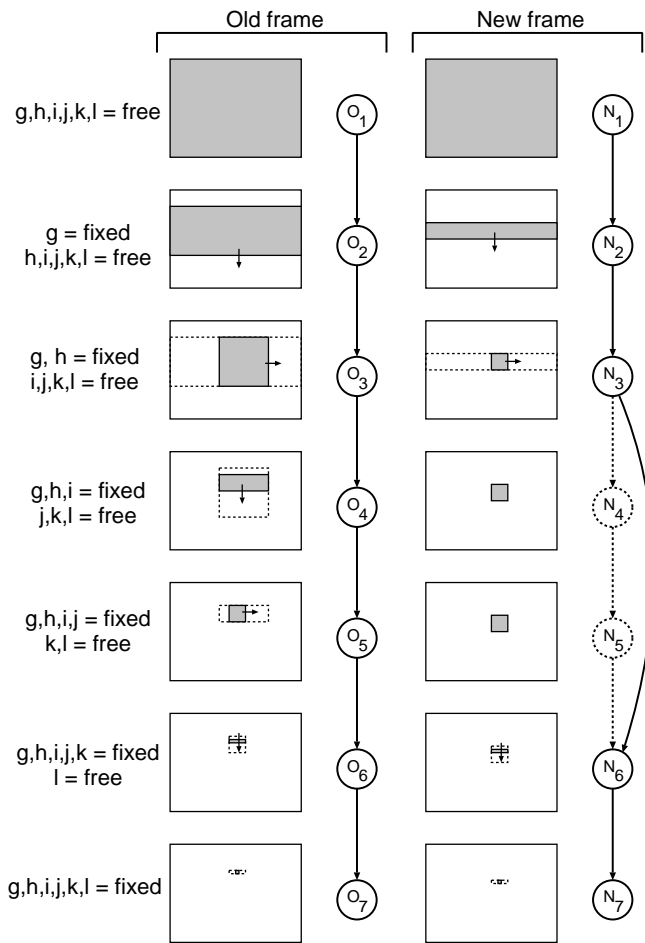 Old frame New frame
g,h,i,j,k,l = free O1 N1
g = fixed
h,i,j,k,l = free O2 N2
g, h = fixed
i,j,k,l = free O3 N3
g,h,i = fixed
j,k,l = free O4 N4
g,h,i,j = fixed
k,l = free O5 N5
g,h,i,j,k = fixed
l = free O6 N6
g,h,i,j,k,l = fixed O7 N7